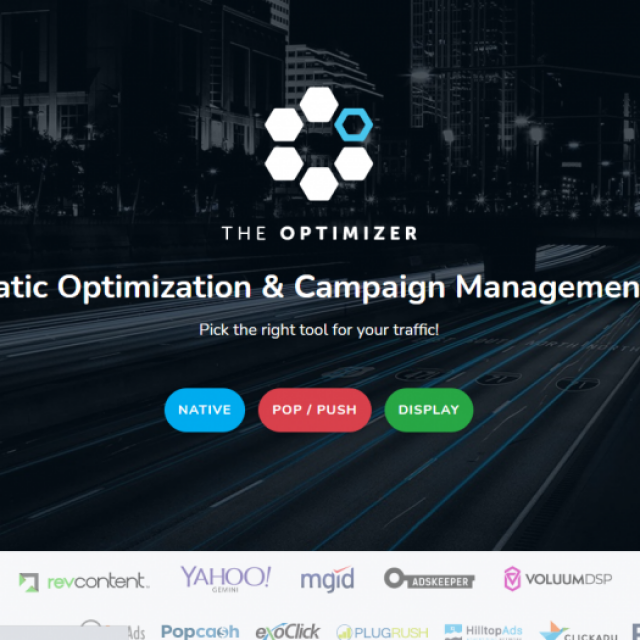 THE OPTIMIZER
atic Optimization & Campaign Managemen
Pick the right tool for your traffic!
NATIVE POP / PUSH DISPLAY
revcontent. YAHOO! GEMINI mgid ADSKEEPER VOLUUMDSP
Ads Popcash exoClick PLUGRUSH HilltopAds CLICKADU